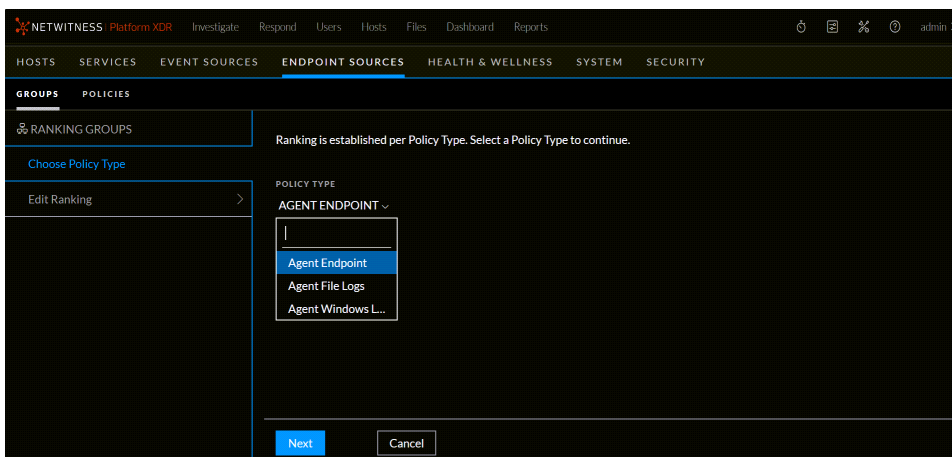 NETWITNESS Platform XDR Investigate Respond Users Hosts Files Dashboard Reports admin
HOSTS SERVICES EVENT SOURCES ENDPOINT SOURCES HEALTH & WELLNESS SYSTEM SECURITY
GROUPS POLICIES
RANKING GROUPS
Choose Policy Type
Edit Ranking
Ranking is established per Policy Type. Select a Policy Type to continue.
POLICY TYPE
AGENT ENDPOINT
Agent Endpoint
Agent File Logs
Agent Windows L...
Next Cancel